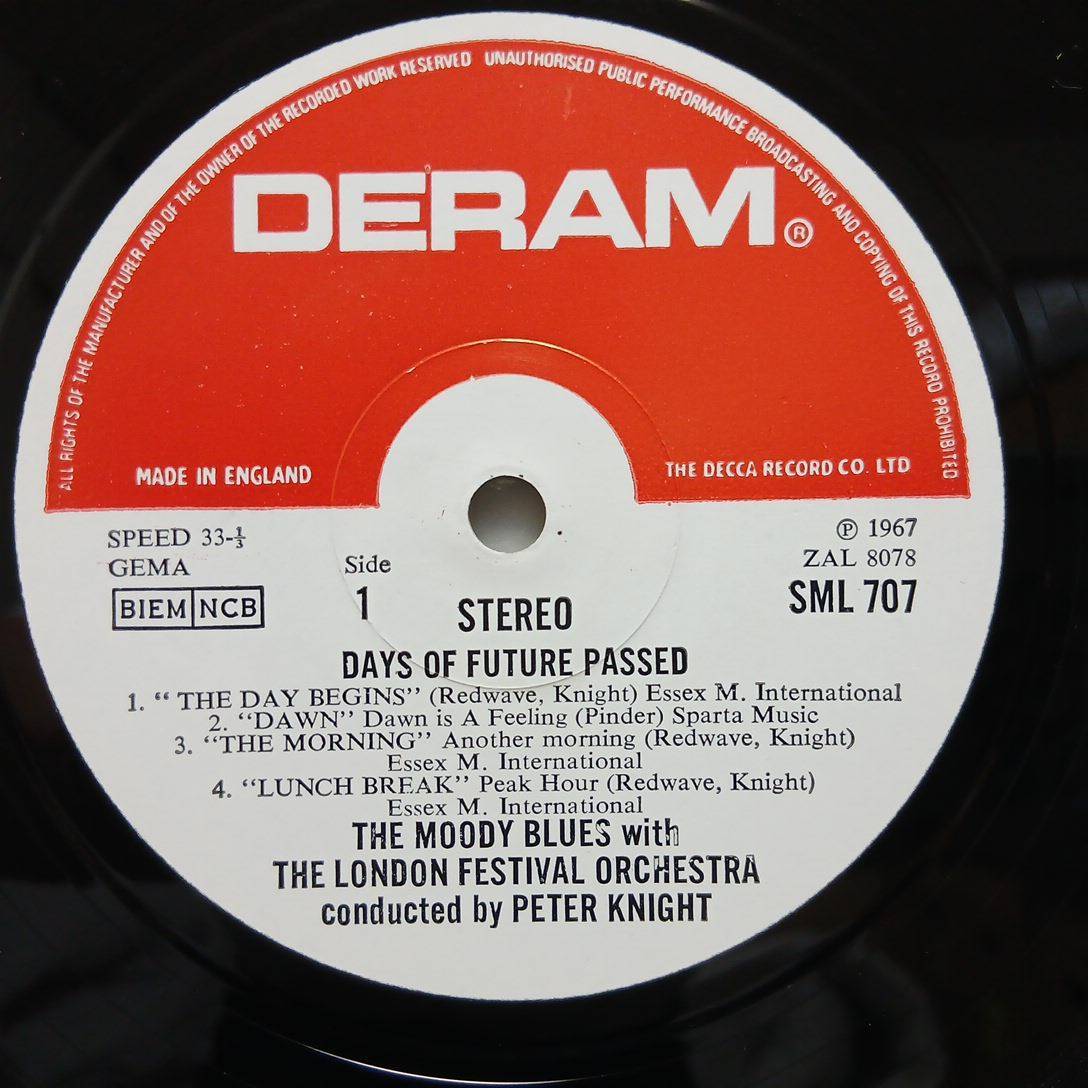 ALL RIGHTS OF THE MANUFACTURER AND OF THE OWNER OF THE RECORDED WORK RESERVED UNAUTHORISED PUBLIC PERFORMANCE BROADCASTING AND COPYING OF THIS RECORD PROHIBITED
DERAM®
MADE IN ENGLAND
THE DECCA RECORD CO. LTD
SPEED 33-⅓
GEMA
BIEM NCB
Side
1
STEREO
℗ 1967
ZAL 8078
SML 707
DAYS OF FUTURE PASSED
1. “ THE DAY BEGINS” (Redwave, Knight) Essex M. International
2. “DAWN” Dawn is A Feeling (Pinder) Sparta Music
3. “THE MORNING” Another morning (Redwave, Knight)
Essex M. International
4. “LUNCH BREAK” Peak Hour (Redwave, Knight)
Essex M. International
THE MOODY BLUES with
THE LONDON FESTIVAL ORCHESTRA
conducted by PETER KNIGHT